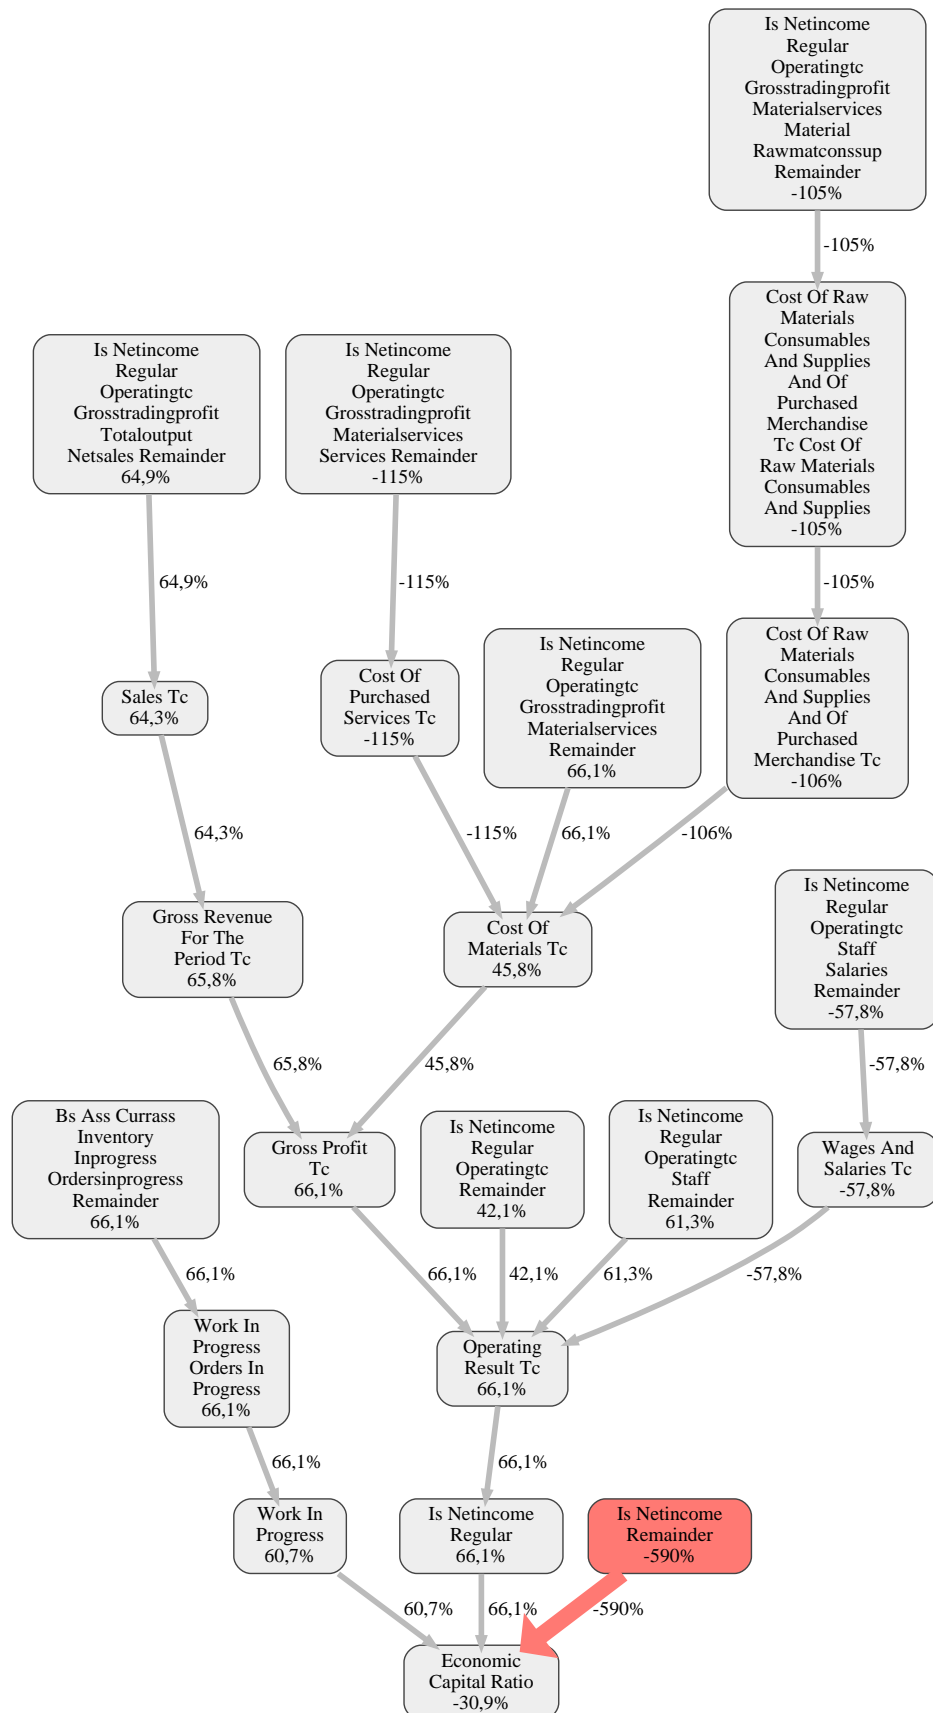 Is Netincome
Regular
Operatingtc
Grosstradingprofit
Materialservices
Material
Rawmatconssup
Remainder
-105%
-105%
Cost Of Raw
Materials
Consumables
And Supplies
And Of
Purchased
Merchandise
Tc Cost Of
Raw Materials
Consumables
And Supplies
-105%
Is Netincome
Regular
Operatingtc
Grosstradingprofit
Totaloutput
Netsales Remainder
64,9%
Is Netincome
Regular
Operatingtc
Grosstradingprofit
Materialservices
Services Remainder
-115%
64,9%
-115%
-105%
Sales Tc
64,3%
Cost Of
Purchased
Services Tc
-115%
Is Netincome
Regular
Operatingtc
Grosstradingprofit
Materialservices
Remainder
66,1%
Cost Of Raw
Materials
Consumables
And Supplies
And Of
Purchased
Merchandise Tc
-106%
64,3%
-115%
66,1%
-106%
Gross Revenue
For The
Period Tc
65,8%
Cost Of
Materials Tc
45,8%
Is Netincome
Regular
Operatingtc
Staff
Salaries
Remainder
-57,8%
65,8%
45,8%
-57,8%
Bs Ass Currass
Inventory
Inprogress
Ordersinprogress
Remainder
66,1%
Gross Profit
Tc
66,1%
Is Netincome
Regular
Operatingtc
Remainder
42,1%
Is Netincome
Regular
Operatingtc
Staff
Remainder
61,3%
Wages And
Salaries Tc
-57,8%
66,1%
66,1%
42,1%
61,3%
-57,8%
Work In
Progress
Orders In
Progress
66,1%
Operating
Result Tc
66,1%
66,1%
66,1%
Work In
Progress
60,7%
Is Netincome
Regular
66,1%
Is Netincome
Remainder
-590%
60,7%
66,1%
-590%
Economic
Capital Ratio
-30,9%